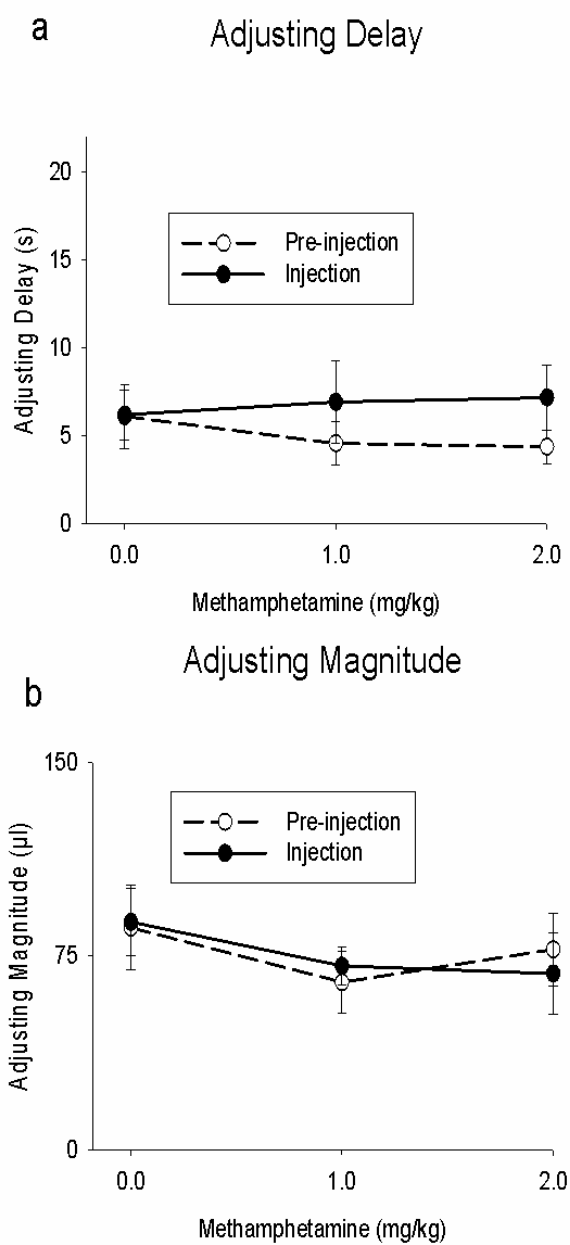 a
Adjusting Delay
20
15
10
5
0
Adjusting Delay (s)
Pre-injection
Injection
0.0 1.0 2.0
Methamphetamine (mg/kg)
Adjusting Magnitude
b
150
75
0
Adjusting Magnitude (µl)
Pre-injection
Injection
0.0 1.0 2.0
Methamphetamine (mg/kg)